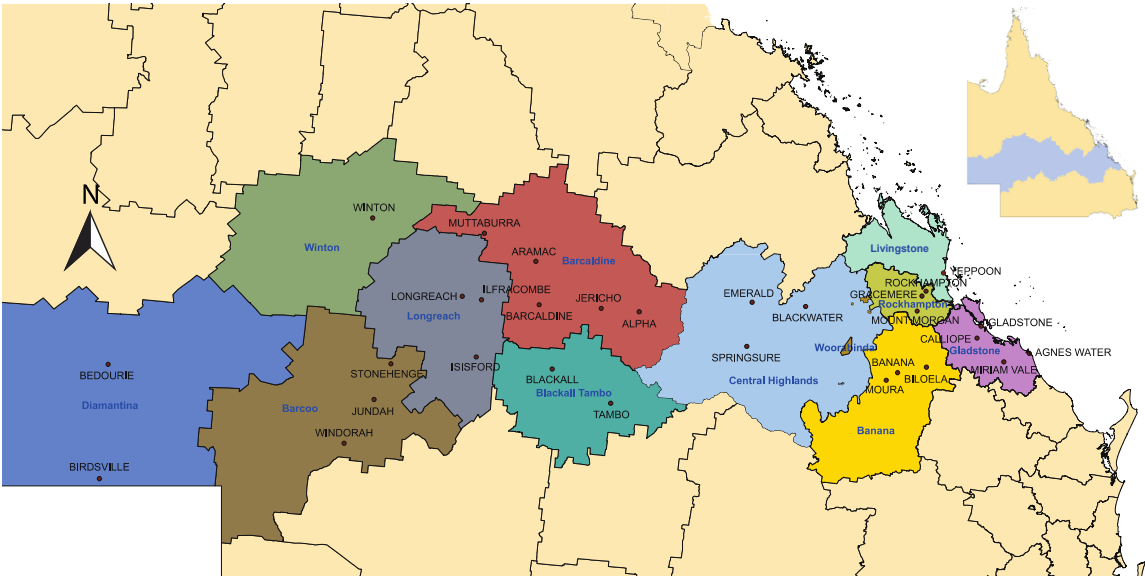 N
WINTON
Winton
MUTTABURRA
ARAMAC
Barcaldine
LONGREACH
ILFRACOMBE
Longreach
JERICHO
BARCALDINE
ALPHA
ISISFORD
BEDOURIE
Diamantina
BIRDSVILLE
STONEHENGE
JUNDAH
Barcoo
WINDORAH
BLACKALL
Blackall Tambo
TAMBO
EMERALD
BLACKWATER
SPRINGSURE
Central Highlands
Woorabinda
Livingstone
YEPPOON
ROCKHAMPTON
GRACEMERE
Rockhampton
MOUNT MORGAN
GLADSTONE
CALLIOPE
Gladstone
AGNES WATER
MIRIAM VALE
BANANA
BILOELA
MOURA
Banana